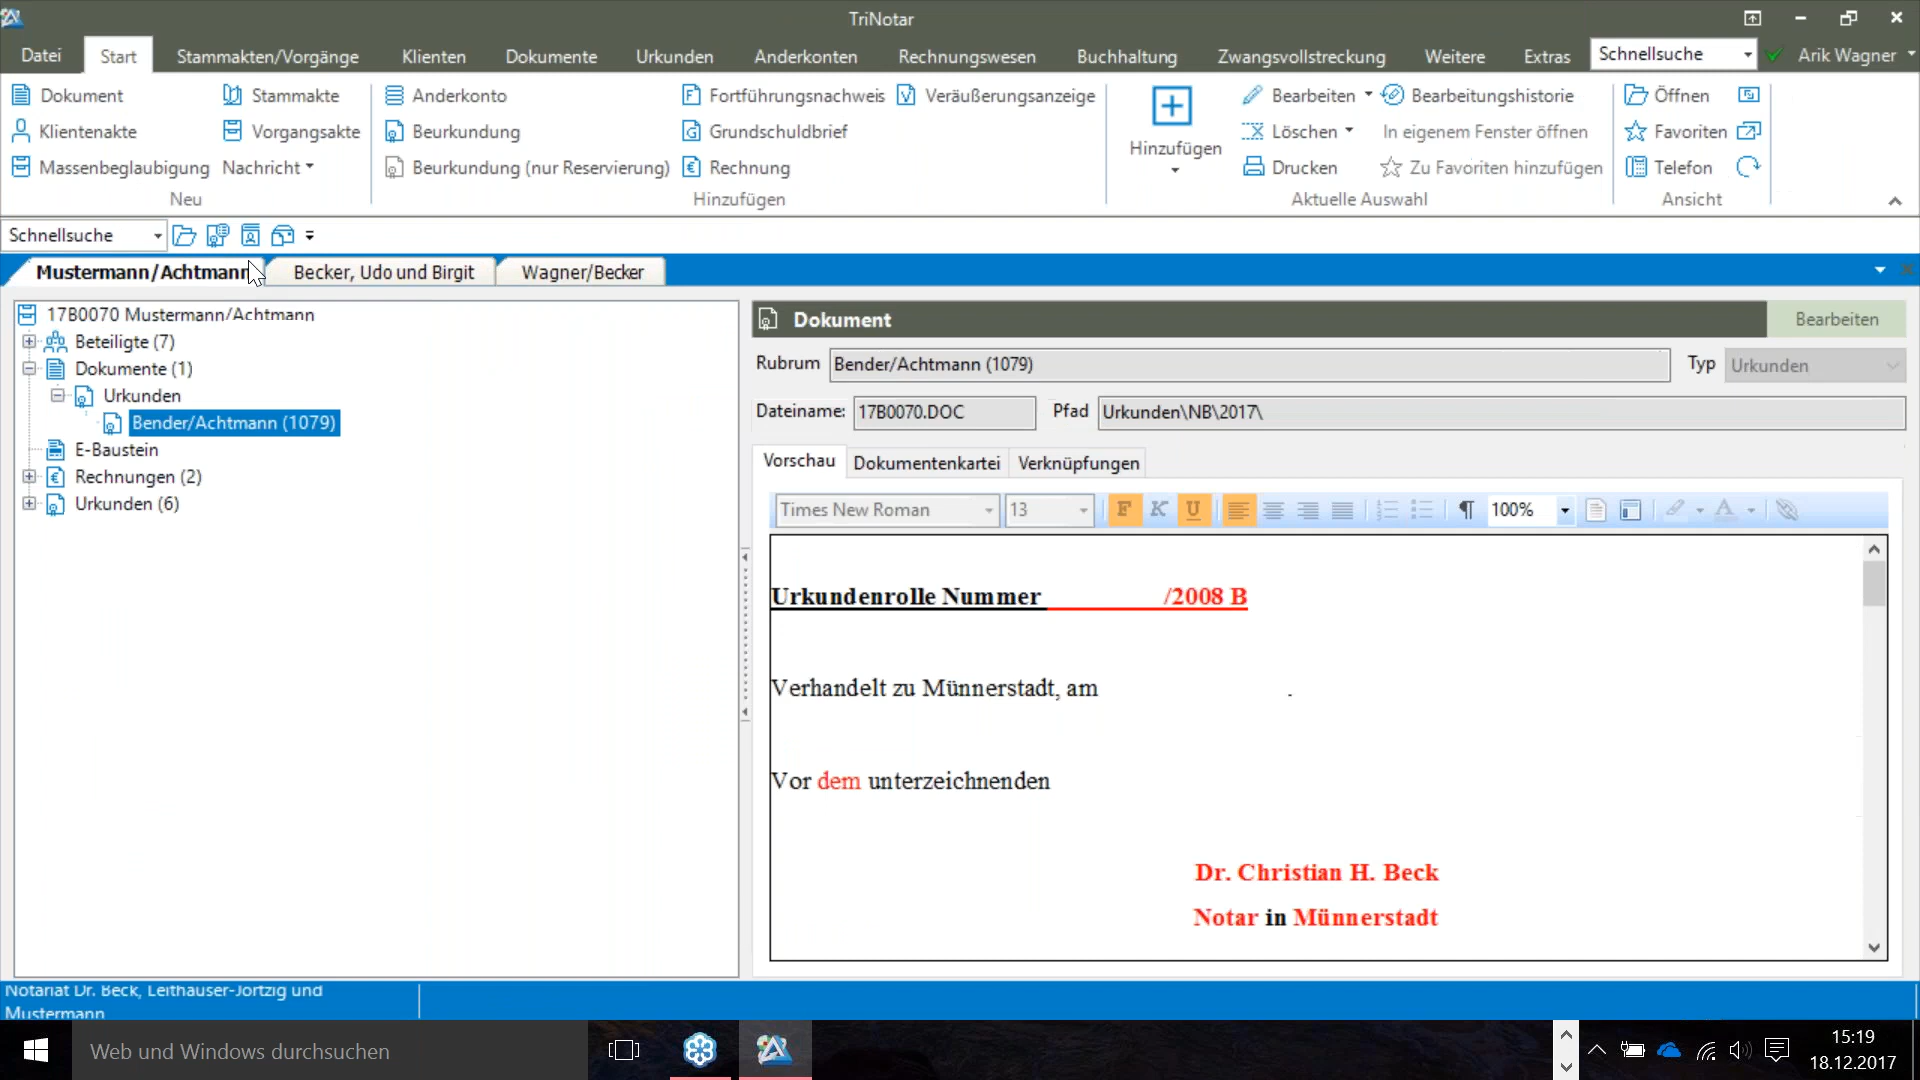 TriNotar
Datei Start Stammakten/Vorgänge Klienten Dokumente Urkunden Anderkonten Rechnungswesen Buchhaltung Zwangsvollstreckung Weitere Extras Schnellsuche Arik Wagner
Dokument Stammakte Anderkonto Fortführungsnachweis Veräußerungsanzeige Bearbeiten Bearbeitungshistorie Öffnen
Klientenakte Vorgangsakte Beurkundung Grundschuldbrief Hinzufügen Löschen In eigenem Fenster öffnen Favoriten
Massenbeglaubigung Nachricht Beurkundung (nur Reservierung) Rechnung Drucken Zu Favoriten hinzufügen Telefon
Neu Hinzufügen Aktuelle Auswahl Ansicht
Schnellsuche
Mustermann/Achtmann Becker, Udo und Birgit Wagner/Becker
17B0070 Mustermann/Achtmann
Beteiligte (7)
Dokumente (1)
Urkunden
Bender/Achtmann (1079)
E-Baustein
Rechnungen (2)
Urkunden (6)
Dokument Bearbeiten
Rubrum Bender/Achtmann (1079) Typ Urkunden
Dateiname: 17B0070.DOC Pfad Urkunden\NB\2017\
Vorschau Dokumentenkartei Verknüpfungen
Times New Roman 13 F K U ¶ 100% A
Urkundenrolle Nummer /2008 B
Verhandelt zu Münnerstadt, am .
Vor dem unterzeichnenden
Dr. Christian H. Beck
Notar in Münnerstadt
Notariat Dr. Beck, Leithäuser-Jortzig und
Mustermann
Web und Windows durchsuchen
15:19
18.12.2017